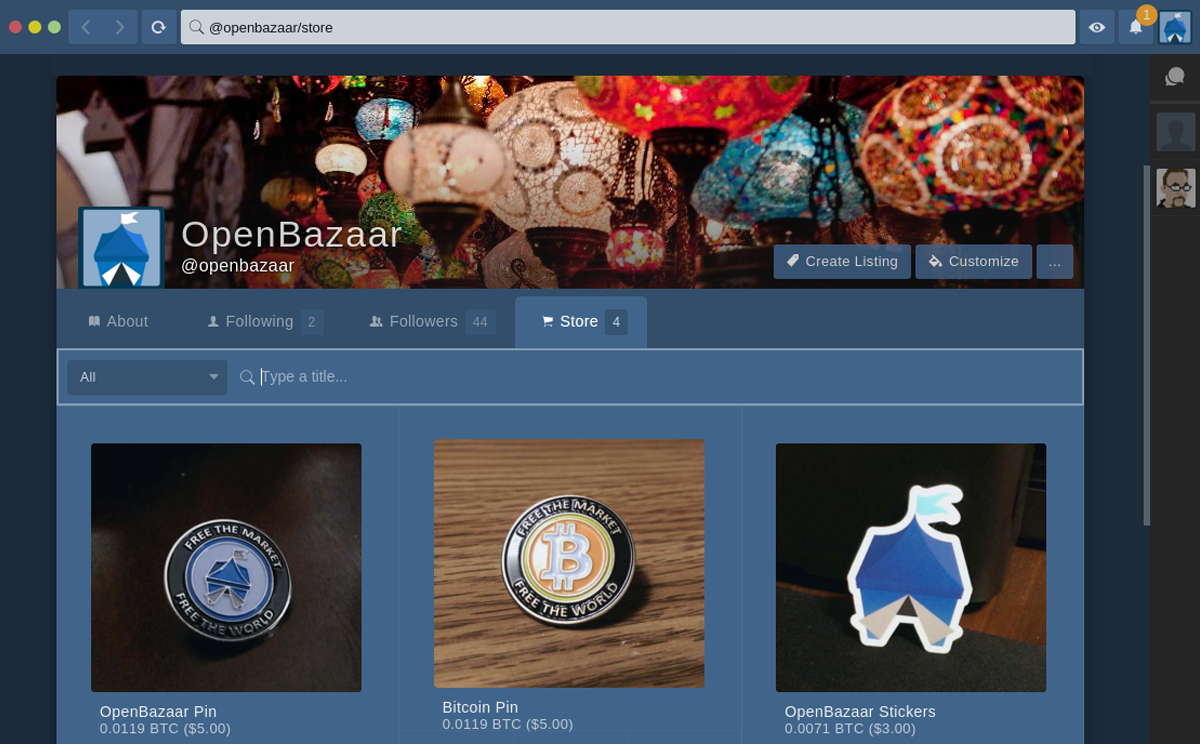 @openbazaar/store
1
OpenBazaar
@openbazaar
Create Listing
Customize
...
About
Following 2
Followers 44
Store 4
All
Type a title...
FREE THE MARKET
FREE THE WORLD
FREE THE MARKET
B
FREE THE WORLD
OpenBazaar Pin
0.0119 BTC ($5.00)
Bitcoin Pin
0.0119 BTC ($5.00)
OpenBazaar Stickers
0.0071 BTC ($3.00)